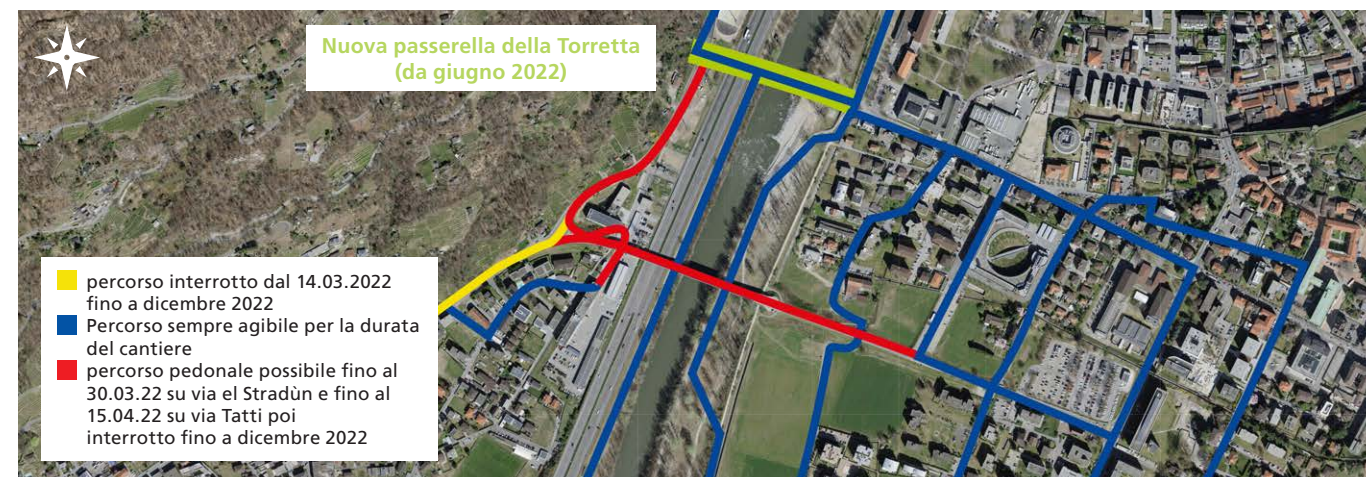 Nuova passerella della Torretta
(da giugno 2022)
percorso interrotto dal 14.03.2022
fino a dicembre 2022
Percorso sempre agibile per la durata
del cantiere
percorso pedonale possibile fino al
30.03.22 su via el Stradùn e fino al
15.04.22 su via Tatti poi
interrotto fino a dicembre 2022